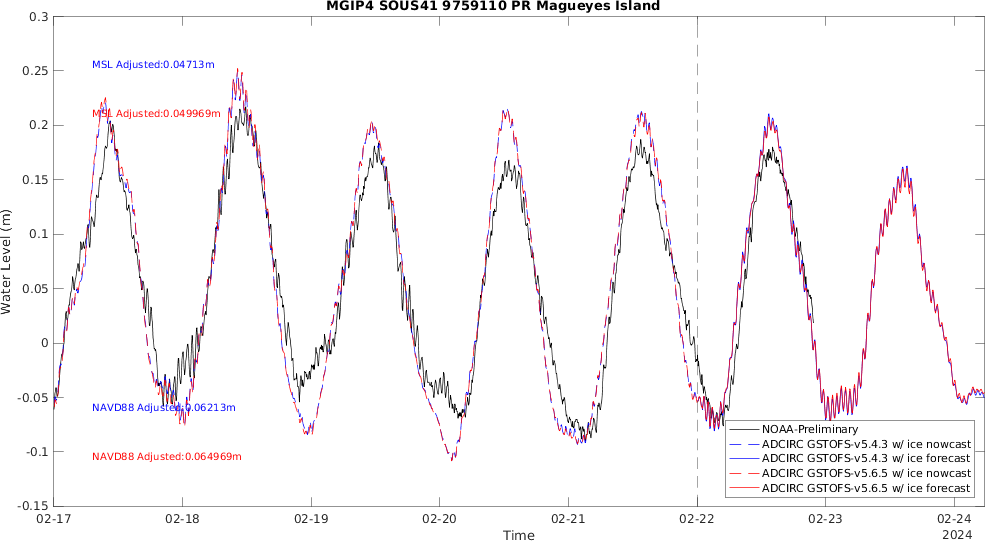 MGIP4 SOUS41 9759110 PR Magueyes Island
0.3
0.25
0.2
0.15
0.1
0.05
0
-0.05
-0.1
-0.15
Water Level (m)
MSL Adjusted:0.04713m
MSL Adjusted:0.049969m
NAVD88 Adjusted:0.06213m
NAVD88 Adjusted:0.064969m
NOAA-Preliminary
ADCIRC GSTOFS-v5.4.3 w/ ice nowcast
ADCIRC GSTOFS-v5.4.3 w/ ice forecast
ADCIRC GSTOFS-v5.6.5 w/ ice nowcast
ADCIRC GSTOFS-v5.6.5 w/ ice forecast
02-17 02-18 02-19 02-20 02-21 02-22 02-23 02-24
Time
2024